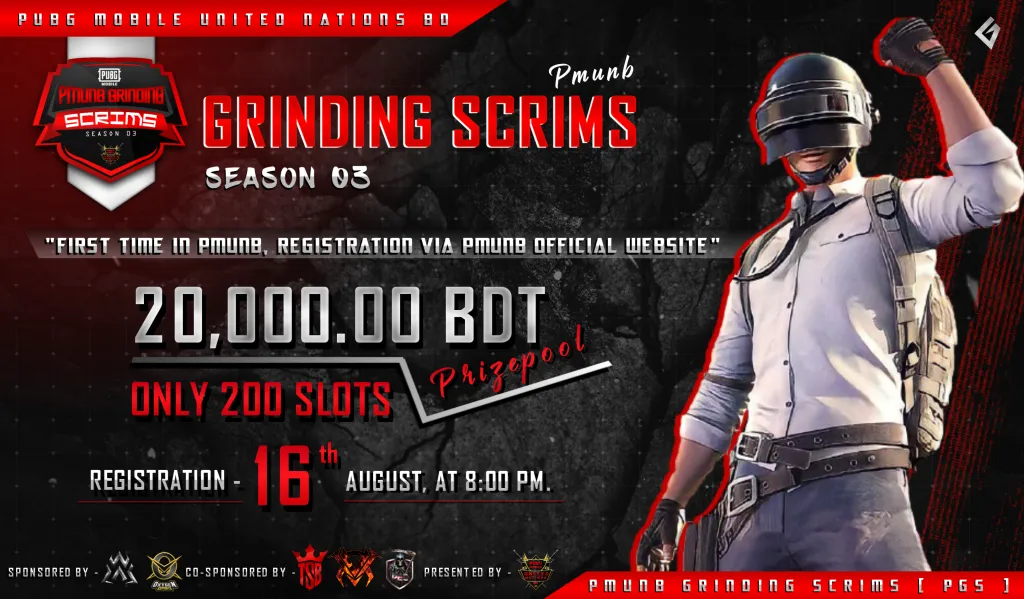 PUBG MOBILE UNITED NATIONS BD
PUBG
MOBILE
PMUNB GRINDING
SCRIMS
SEASON 03
Pmunb
GRINDING SCRIMS
SEASON 03
"FIRST TIME IN PMUNB, REGISTRATION VIA PMUNB OFFICIAL WEBSITE"
20,000.00 BDT
Prizepool
ONLY 200 SLOTS
REGISTRATION - 16th AUGUST, AT 8:00 PM.
SPONSORED BY - OXYGEN CO-SPONSORED BY - TSB PRESENTED BY -
PMUNB GRINDING SCRIMS [ PGS ]